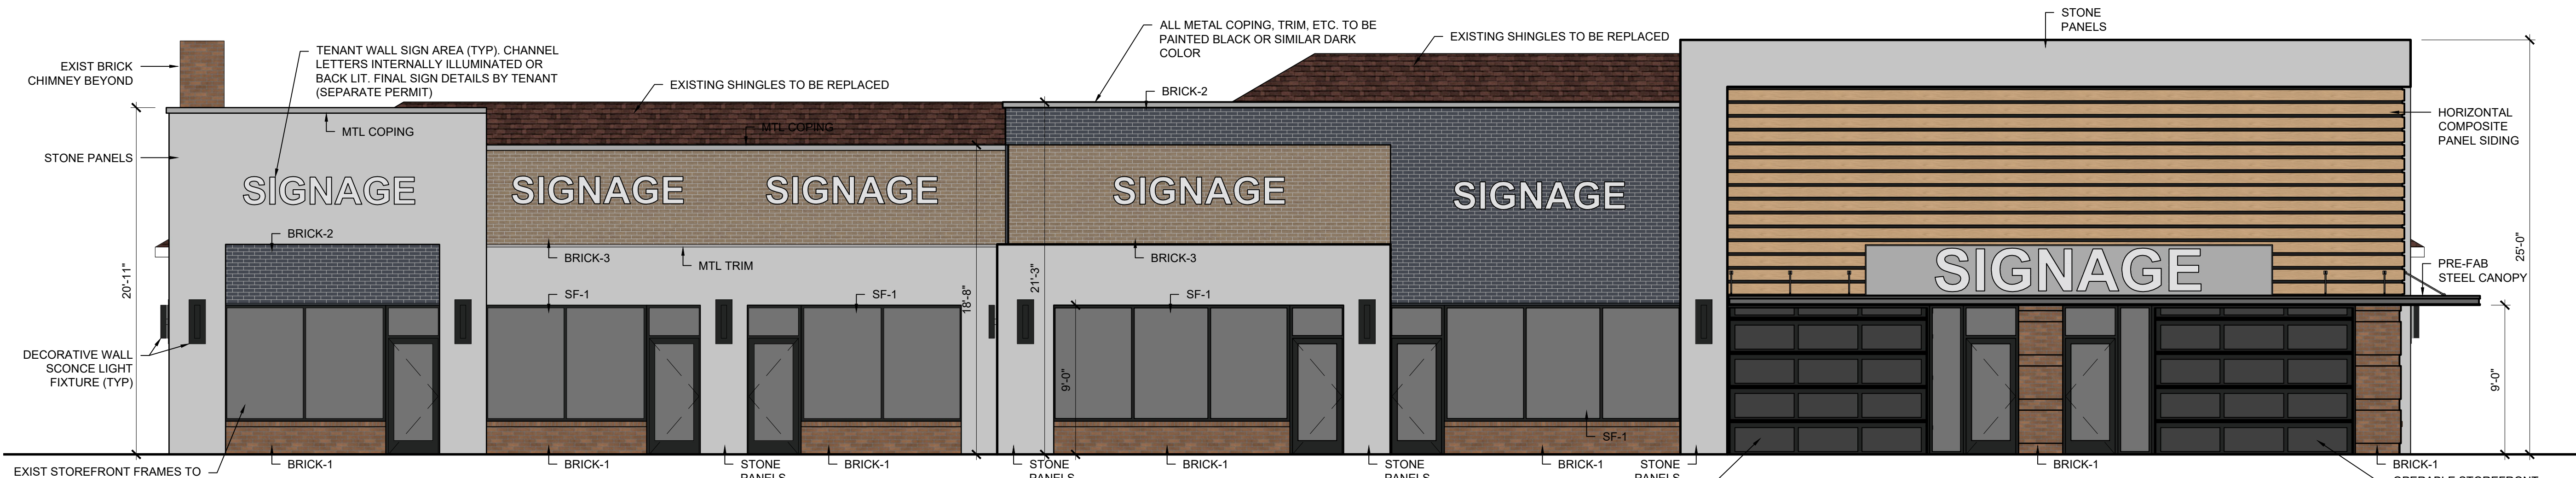 STONE
PANELS
ALL METAL COPING, TRIM, ETC. TO BE
PAINTED BLACK OR SIMILAR DARK
COLOR
EXISTING SHINGLES TO BE REPLACED
TENANT WALL SIGN AREA (TYP). CHANNEL
LETTERS INTERNALLY ILLUMINATED OR
BACK LIT. FINAL SIGN DETAILS BY TENANT
(SEPARATE PERMIT)
EXIST BRICK
CHIMNEY BEYOND
EXISTING SHINGLES TO BE REPLACED
BRICK-2
MTL COPING
MTL COPING
HORIZONTAL
COMPOSITE
PANEL SIDING
STONE PANELS
SIGNAGE
SIGNAGE
SIGNAGE
SIGNAGE
SIGNAGE
BRICK-2
BRICK-3
MTL TRIM
BRICK-3
SIGNAGE
PRE-FAB
STEEL CANOPY
20'-11"
18'-8"
21'-3"
25'-0"
SF-1
SF-1
SF-1
9'-0"
9'-0"
DECORATIVE WALL
SCONCE LIGHT
FIXTURE (TYP)
SF-1
EXIST STOREFRONT FRAMES TO
BRICK-1
BRICK-1
STONE
PANELS
BRICK-1
STONE
PANELS
BRICK-1
STONE
PANELS
BRICK-1
STONE
PANELS
BRICK-1
BRICK-1
OPERABLE STOREFRONT